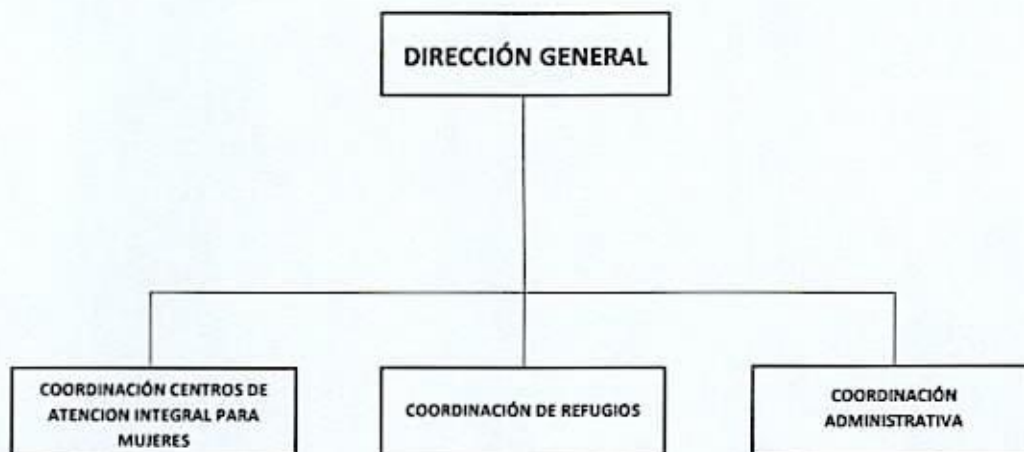 DIRECCIÓN GENERAL
COORDINACIÓN CENTROS DE
ATENCION INTEGRAL PARA
MUJERES
COORDINACIÓN DE REFUGIOS
COORDINACIÓN
ADMINISTRATIVA